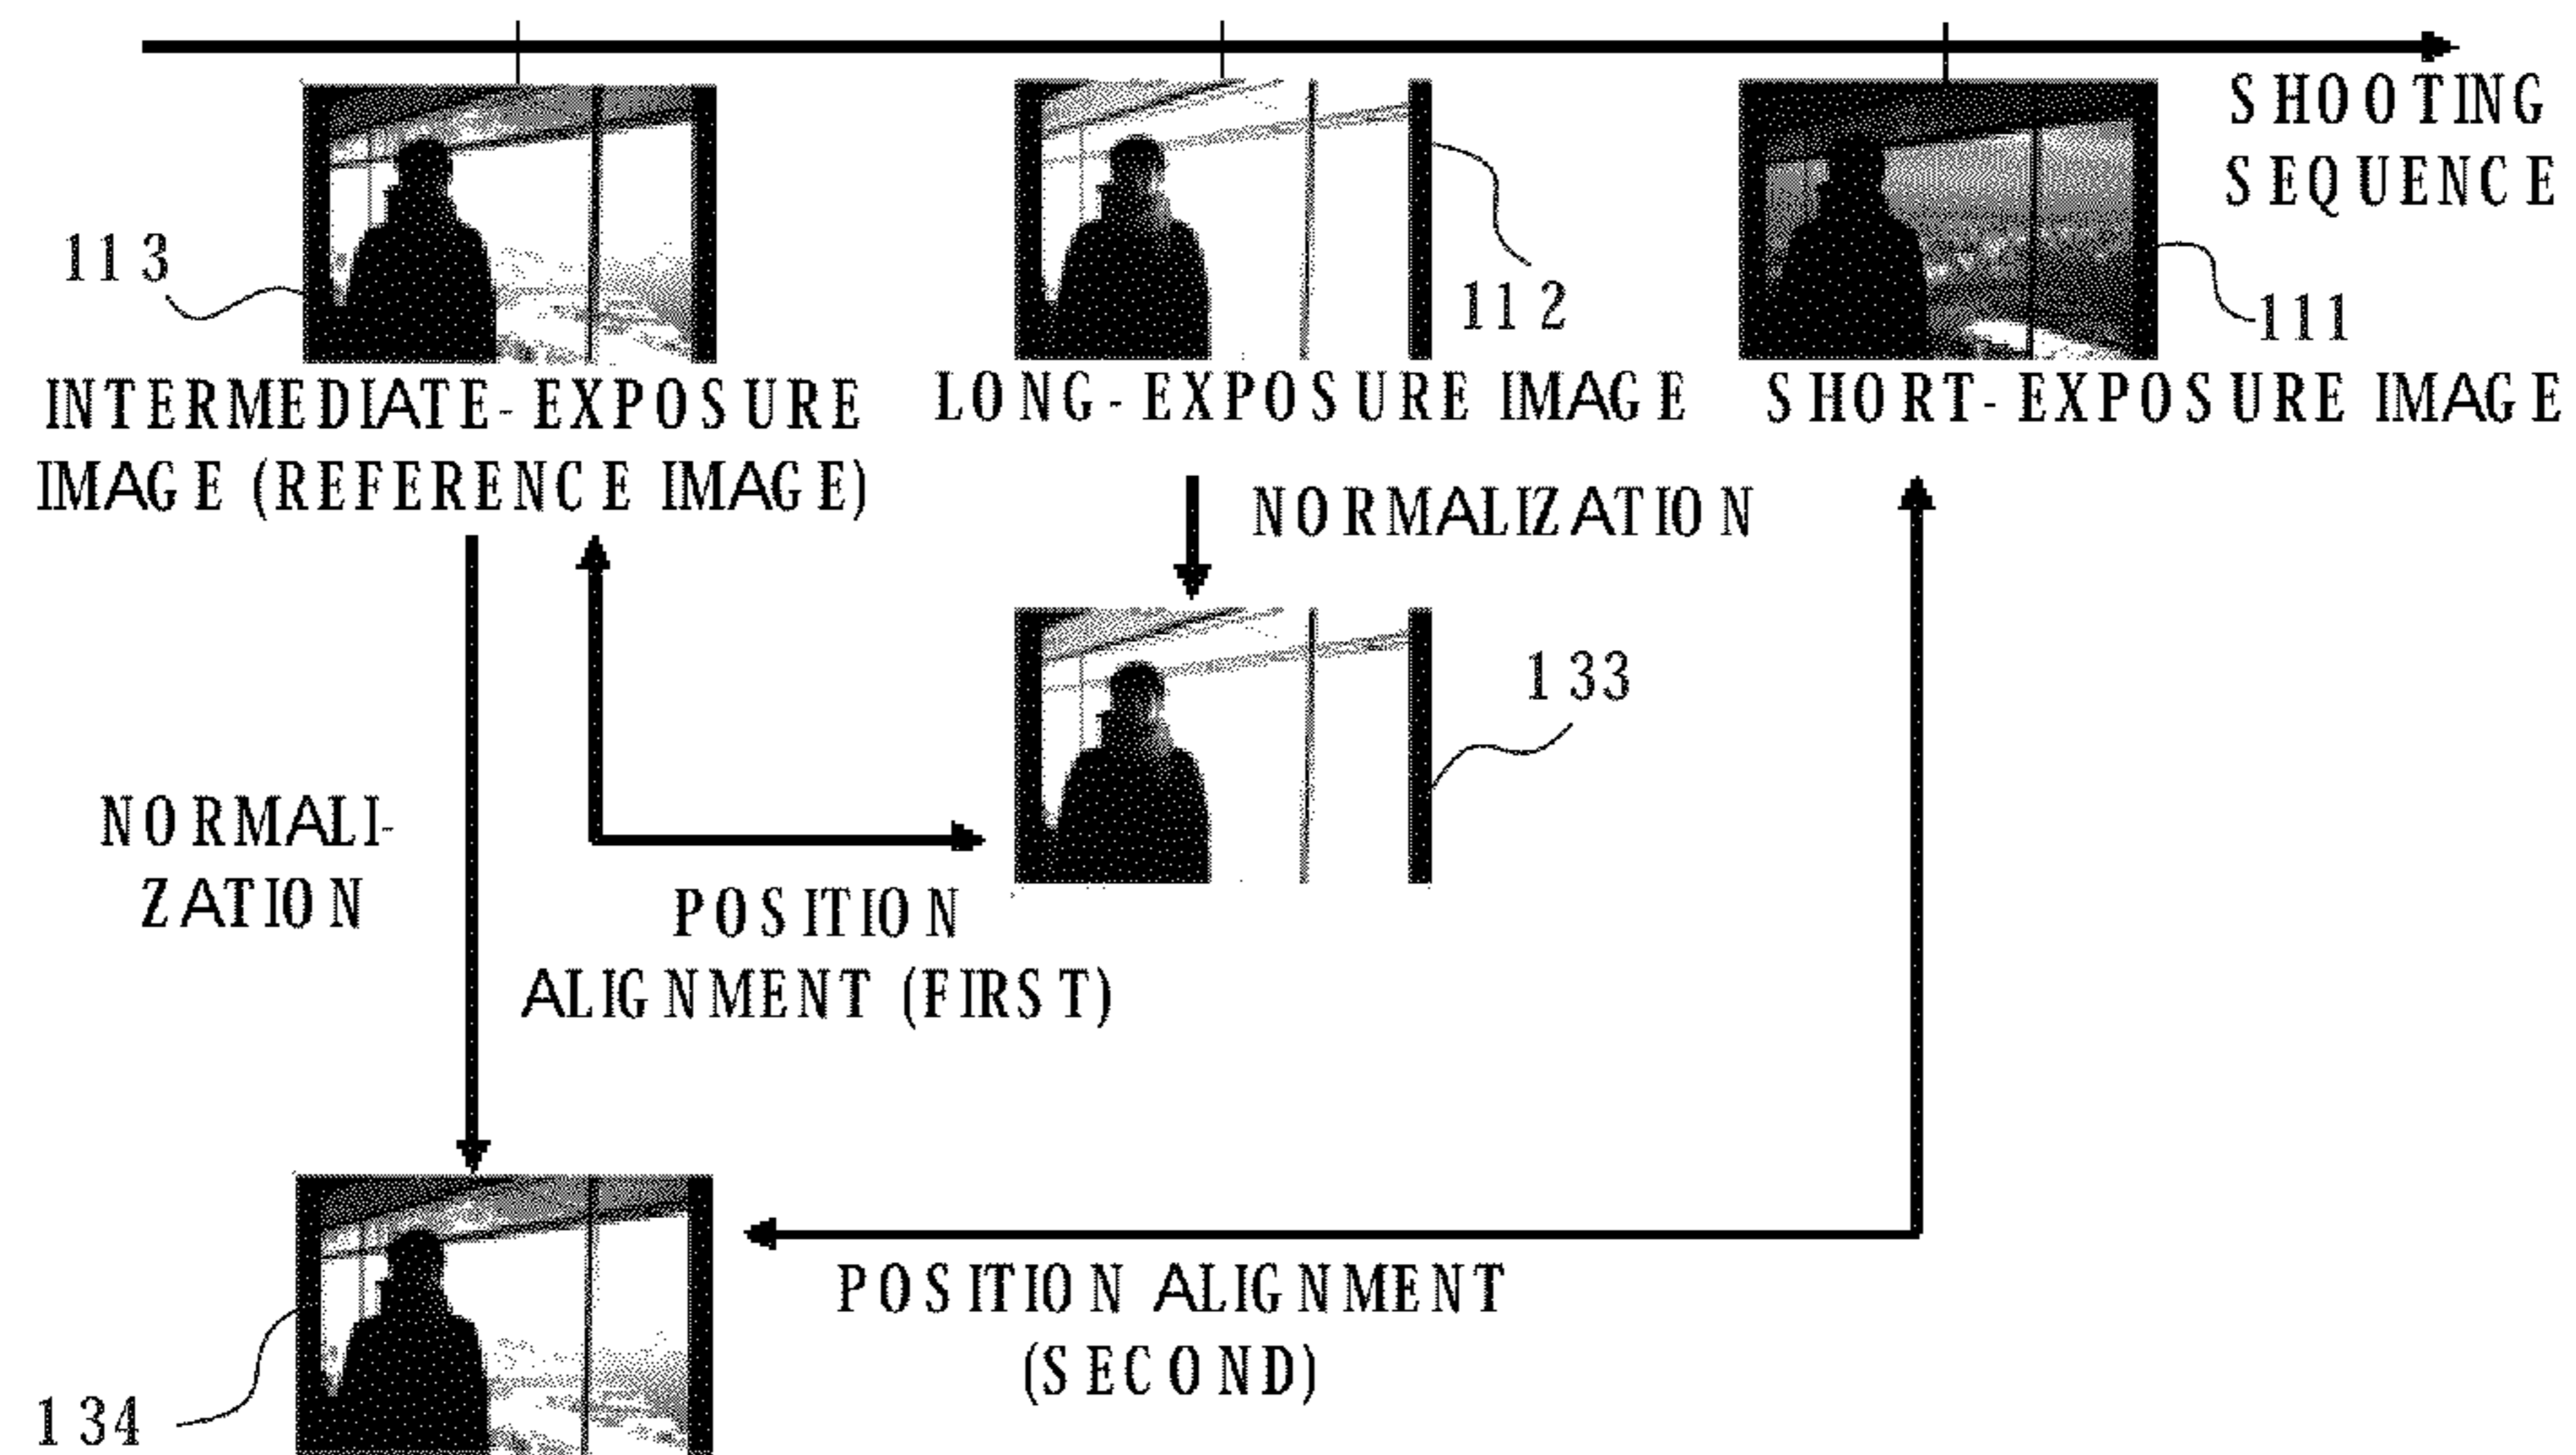 SHOOTING
SEQUENCE
113
112
111
INTERMEDIATE-EXPOSURE
IMAGE (REFERENCE IMAGE)
LONG-EXPOSURE IMAGE
SHORT-EXPOSURE IMAGE
NORMALIZATION
133
NORMALI-
ZATION
POSITION
ALIGNMENT (FIRST)
POSITION ALIGNMENT
(SECOND)
134